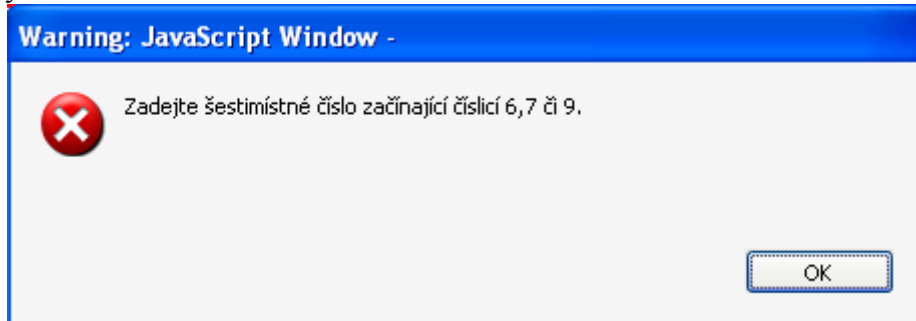 Warning: JavaScript Window -
Zadejte šestimístné číslo začínající číslicí 6,7 či 9.
OK